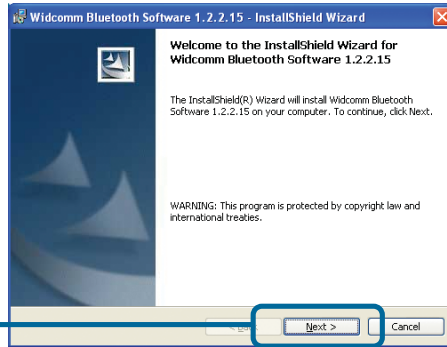 Widcomm Bluetooth Software 1.2.2.15 - InstallShield Wizard
Welcome to the InstallShield Wizard for
Widcomm Bluetooth Software 1.2.2.15
The InstallShield(R) Wizard will install Widcomm Bluetooth
Software 1.2.2.15 on your computer. To continue, click Next.
WARNING: This program is protected by copyright law and
international treaties.
Next > Cancel